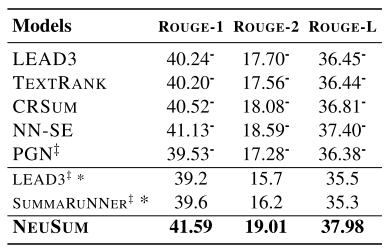 Models ROUGE-1 ROUGE-2 ROUGE-L
LEAD3 40.24- 17.70- 36.45-
TEXTRANK 40.20- 17.56- 36.44-
CRSUM 40.52- 18.08- 36.81-
NN-SE 41.13- 18.59- 37.40-
PGN‡ 39.53- 17.28- 36.38-
LEAD3‡ * 39.2 15.7 35.5
SUMMARUNNER‡ * 39.6 16.2 35.3
NEUSUM 41.59 19.01 37.98